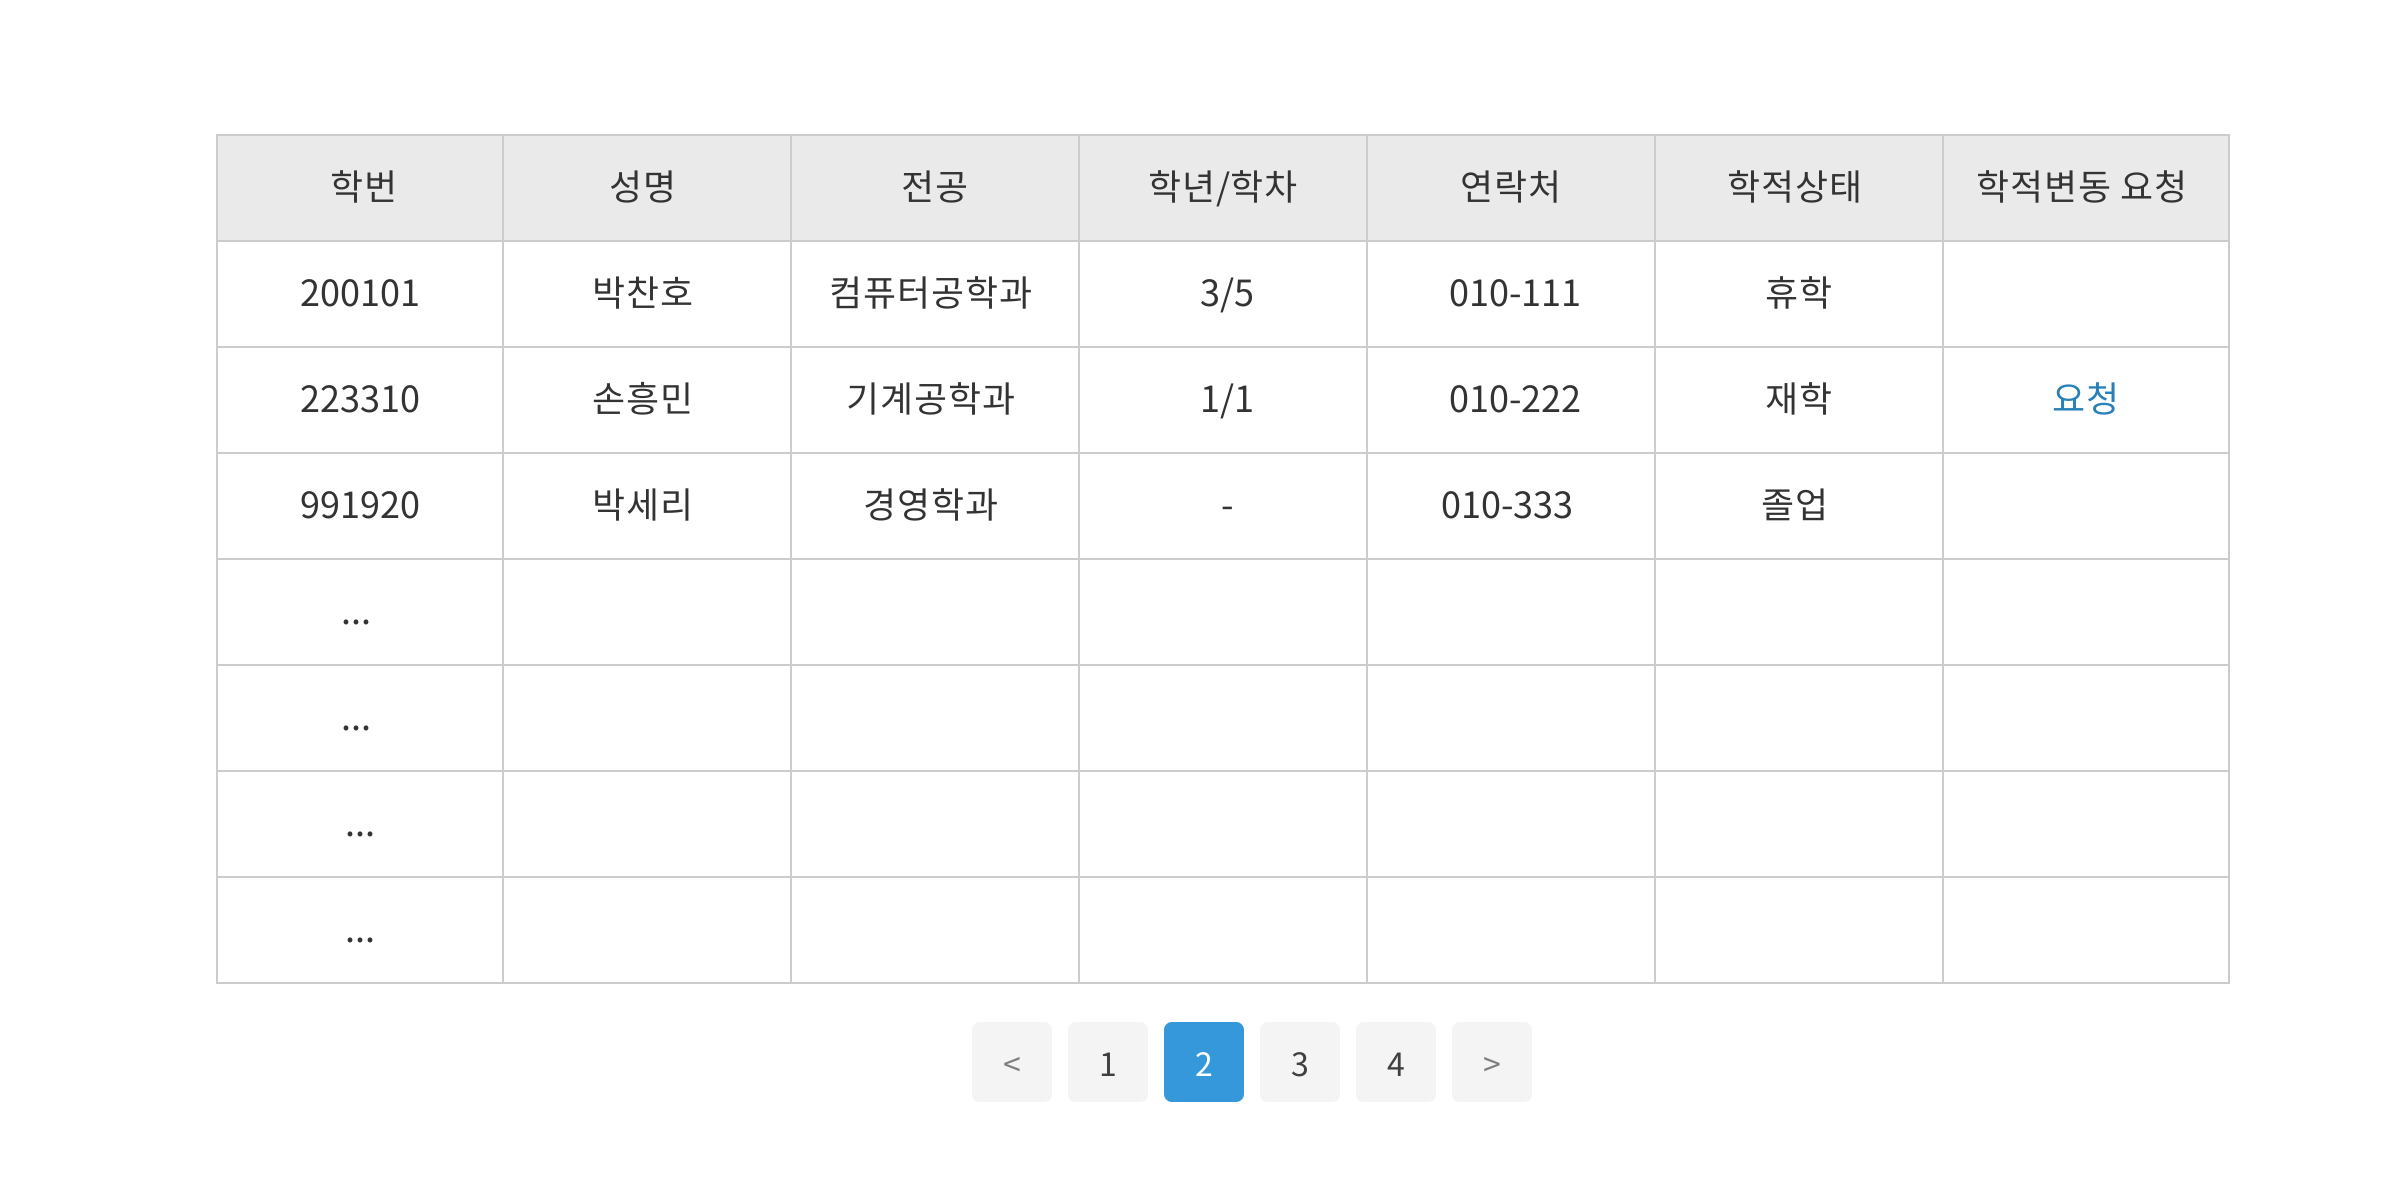 학번 성명 전공 학년/학차 연락처 학적상태 학적변동 요청
200101 박찬호 컴퓨터공학과 3/5 010-111 휴학
223310 손흥민 기계공학과 1/1 010-222 재학 요청
991920 박세리 경영학과 - 010-333 졸업
...
...
...
...
< 1 2 3 4 >